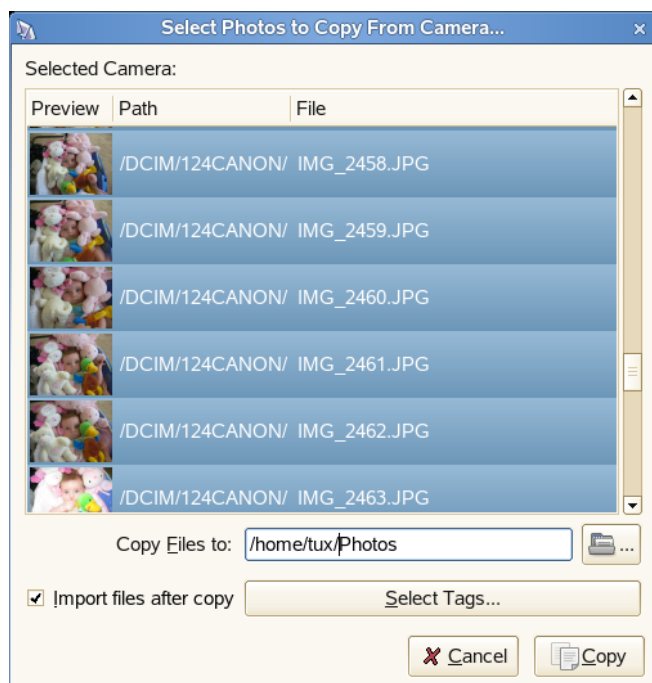 Select Photos to Copy From Camera...
Selected Camera:
Preview Path File
/DCIM/124CANON/ IMG_2458.JPG
/DCIM/124CANON/ IMG_2459.JPG
/DCIM/124CANON/ IMG_2460.JPG
/DCIM/124CANON/ IMG_2461.JPG
/DCIM/124CANON/ IMG_2462.JPG
/DCIM/124CANON/ IMG_2463.JPG
Copy Files to: /home/tux/Photos ...
Import files after copy Select Tags...
Cancel Copy